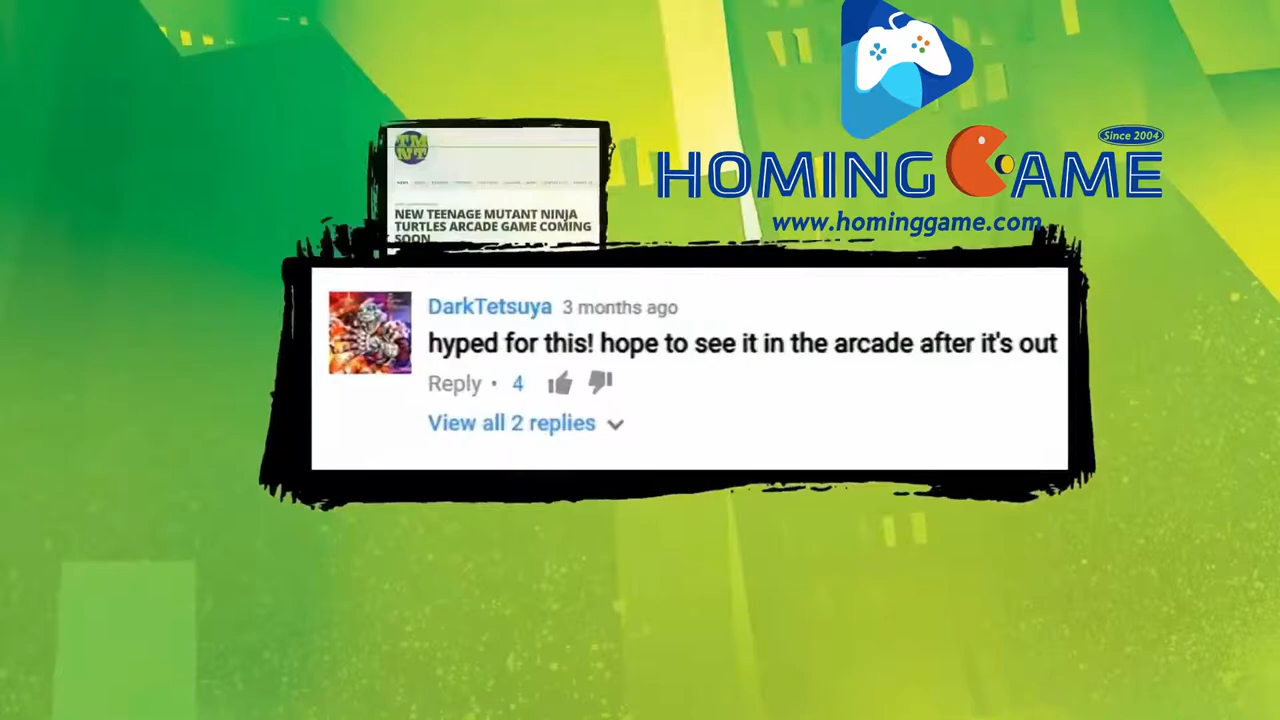 Since 2004
HOMING GAME
www.hominggame.com
TM
NT
NEW TEENAGE MUTANT NINJA
TURTLES ARCADE GAME COMING
SOON
DarkTetsuya 3 months ago
hyped for this! hope to see it in the arcade after it's out
Reply • 4
View all 2 replies